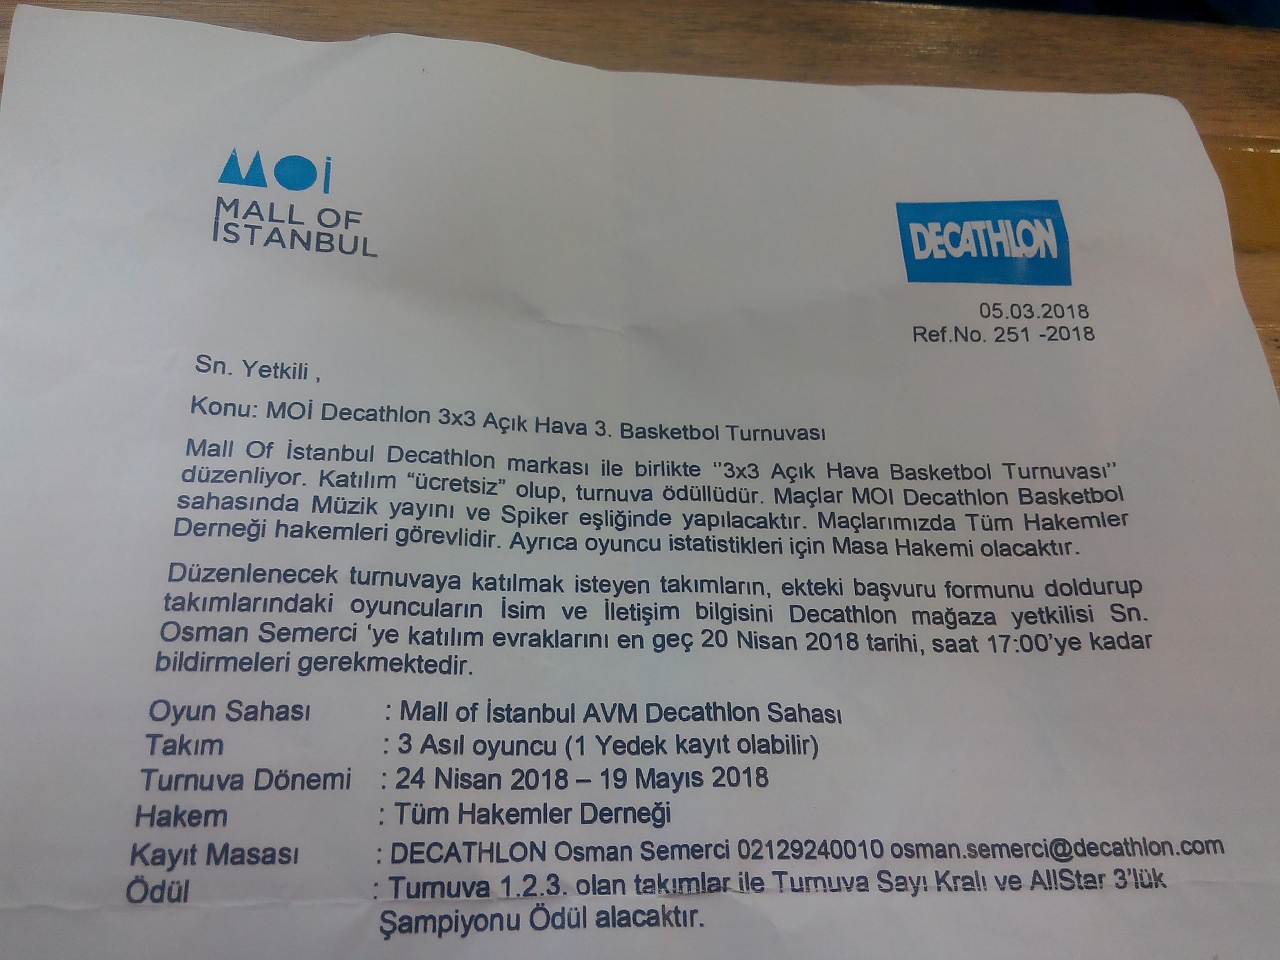 MOİ
MALL OF
İSTANBUL
DECATHLON
05.03.2018
Ref.No. 251 -2018
Sn. Yetkili ,
Konu: MOİ Decathlon 3x3 Açık Hava 3. Basketbol Turnuvası
Mall Of İstanbul Decathlon markası ile birlikte "3x3 Açık Hava Basketbol Turnuvası"
düzenliyor. Katılım “ücretsiz” olup, turnuva ödüllüdür. Maçlar MOI Decathlon Basketbol
sahasında Müzik yayını ve Spiker eşliğinde yapılacaktır. Maçlarımızda Tüm Hakemler
Derneği hakemleri görevlidir. Ayrıca oyuncu istatistikleri için Masa Hakemi olacaktır.
Düzenlenecek turnuvaya katılmak isteyen takımların, ekteki başvuru formunu doldurup
takımlarındaki oyuncuların İsim ve İletişim bilgisini Decathlon mağaza yetkilisi Sn.
Osman Semerci ‘ye katılım evraklarını en geç 20 Nisan 2018 tarihi, saat 17:00’ye kadar
bildirmeleri gerekmektedir.
Oyun Sahası : Mall of İstanbul AVM Decathlon Sahası
Takım : 3 Asıl oyuncu (1 Yedek kayıt olabilir)
Turnuva Dönemi : 24 Nisan 2018 – 19 Mayıs 2018
Hakem : Tüm Hakemler Derneği
Kayıt Masası : DECATHLON Osman Semerci 02129240010 osman.semerci@decathlon.com
Ödül : Turnuva 1.2.3. olan takımlar ile Turnuva Sayı Kralı ve AllStar 3’lük
Şampiyonu Ödül alacaktır.